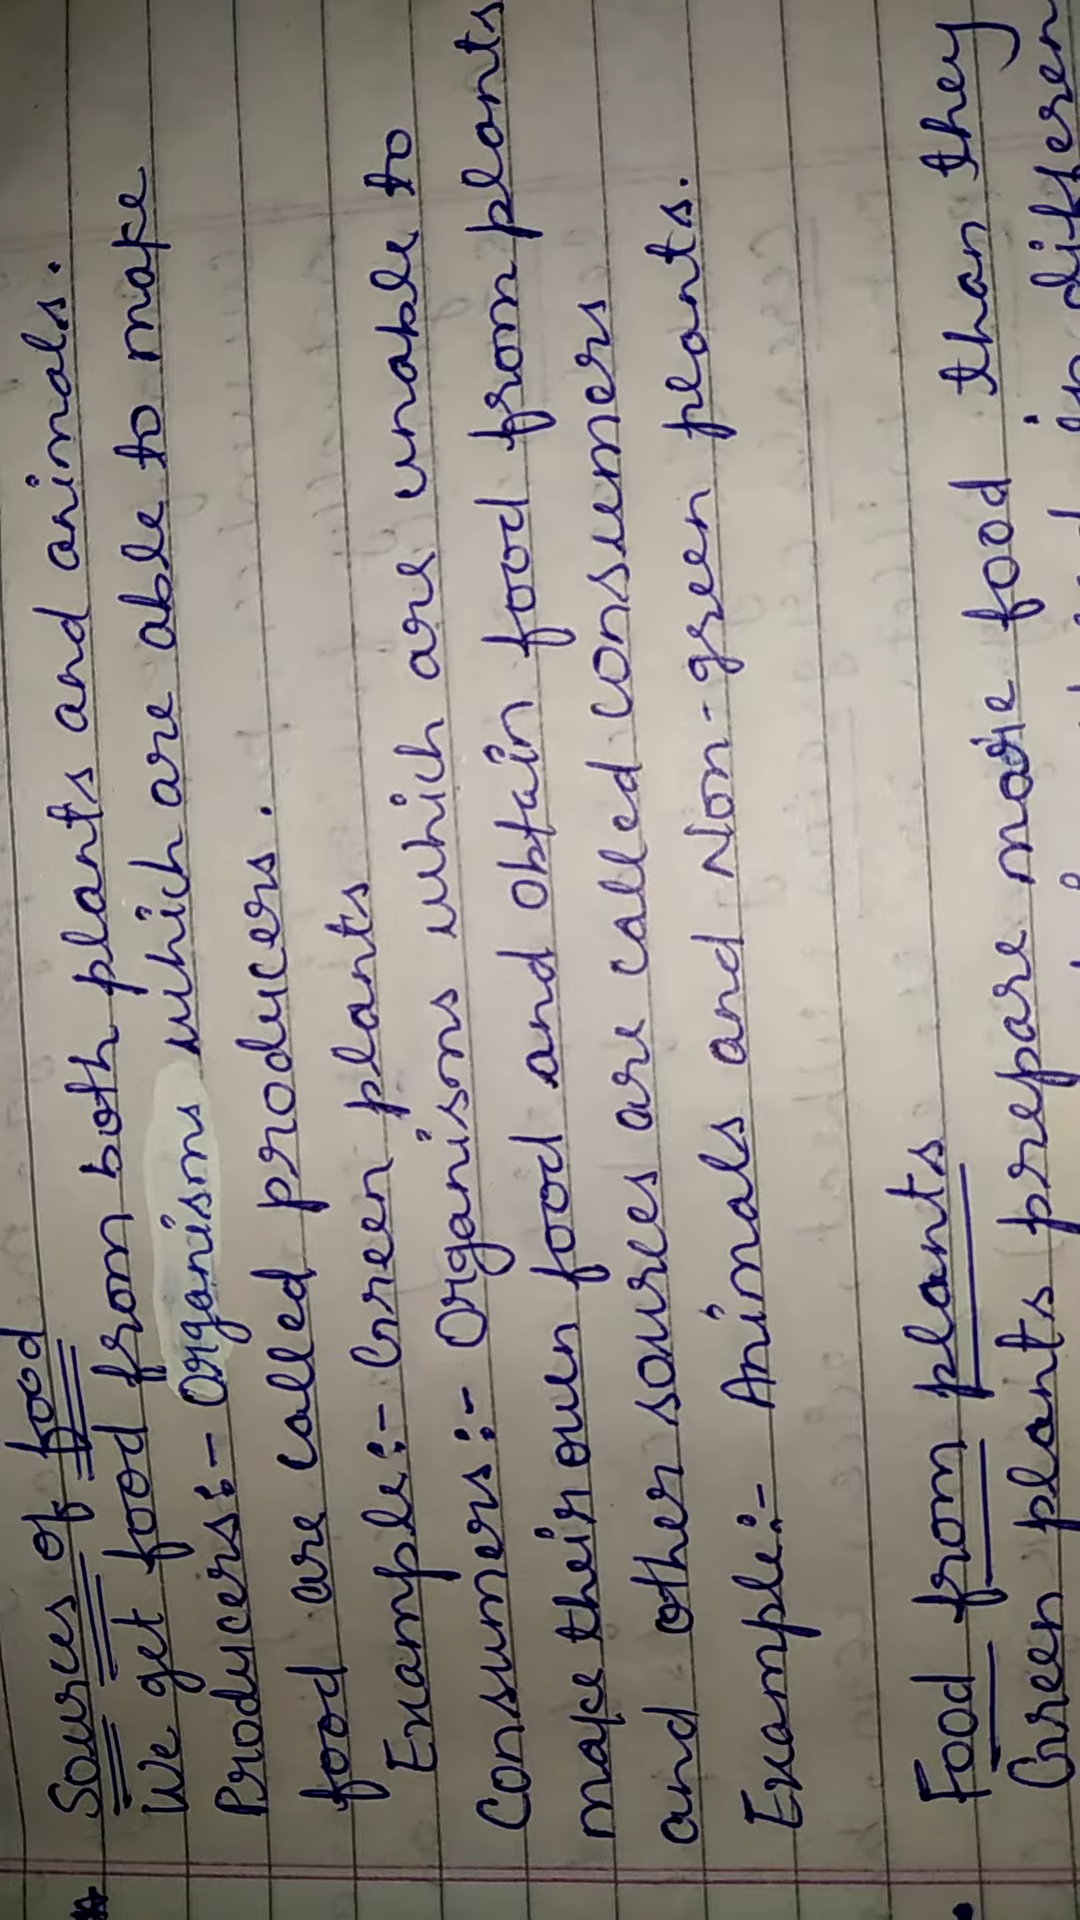 Sources of food
We get food from both plants and animals.
Producers:- Organisms which are able to make
food are called producers.
Example:- Green plants
Consumers:- Organisms which are unable to
make their own food and obtain food from plants
and other sources are called consumers
Example:- Animals and Non-green plants.
Food from plants
Green plants prepare more food than they
in differen